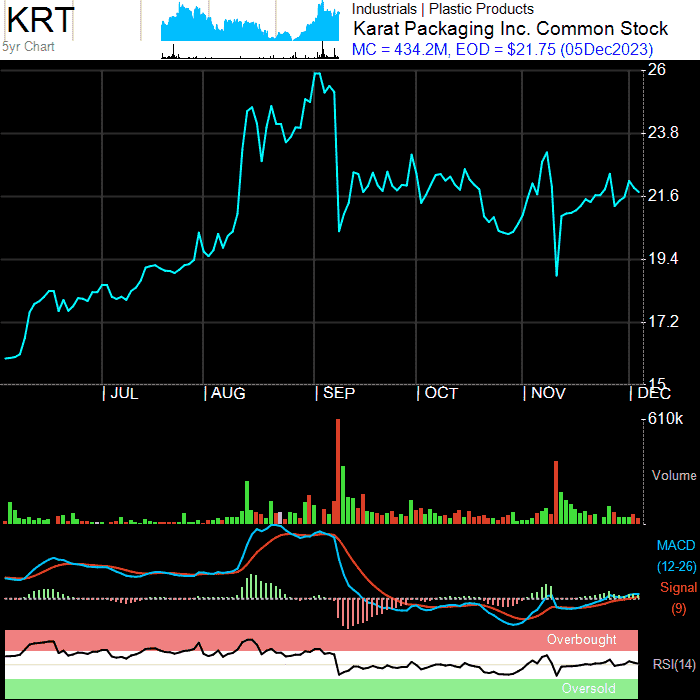 KRT
5yr Chart
Industrials | Plastic Products
Karat Packaging Inc. Common Stock
MC = 434.2M, EOD = $21.75 (05Dec2023)
26
23.8
21.6
19.4
17.2
15
JUL
AUG
SEP
OCT
NOV
DEC
610k
Volume
MACD
(12-26)
Signal
(9)
Overbought
RSI(14)
Oversold